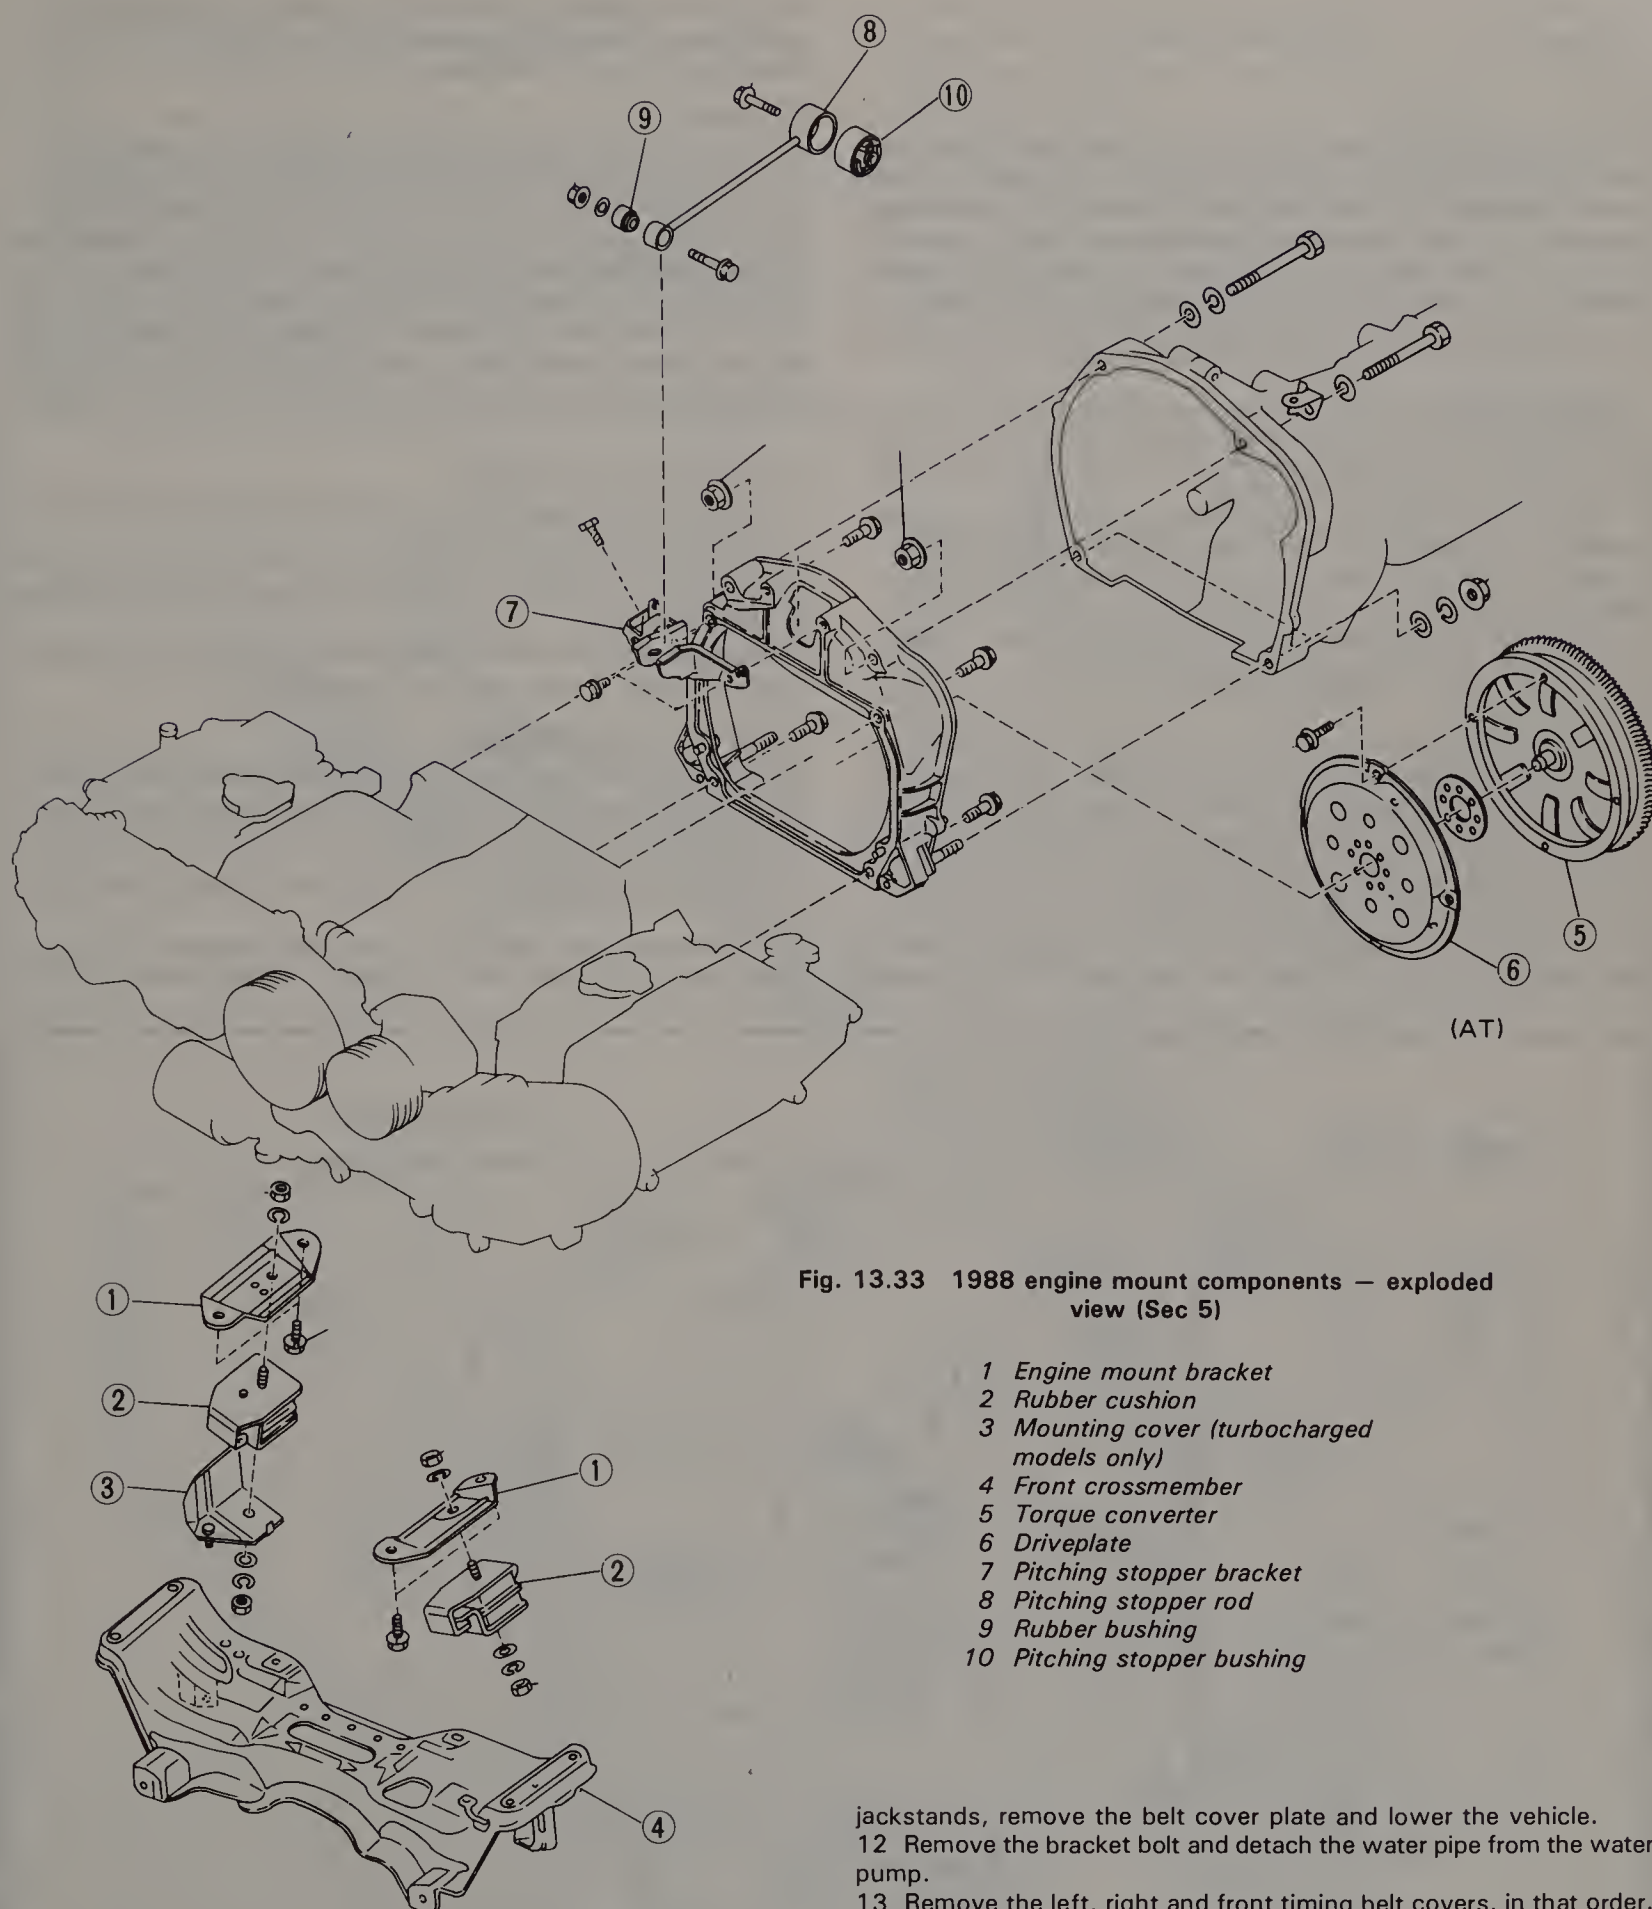 8
10
9
7
5
6
(AT)
Fig. 13.33 1988 engine mount components — exploded
view (Sec 5)
1
2
3
1
2
4
1 Engine mount bracket
2 Rubber cushion
3 Mounting cover (turbocharged
models only)
4 Front crossmember
5 Torque converter
6 Driveplate
7 Pitching stopper bracket
8 Pitching stopper rod
9 Rubber bushing
10 Pitching stopper bushing
jackstands, remove the belt cover plate and lower the vehicle.
12 Remove the bracket bolt and detach the water pipe from the water
pump.
13 Remove the left, right and front timing belt covers, in that order.